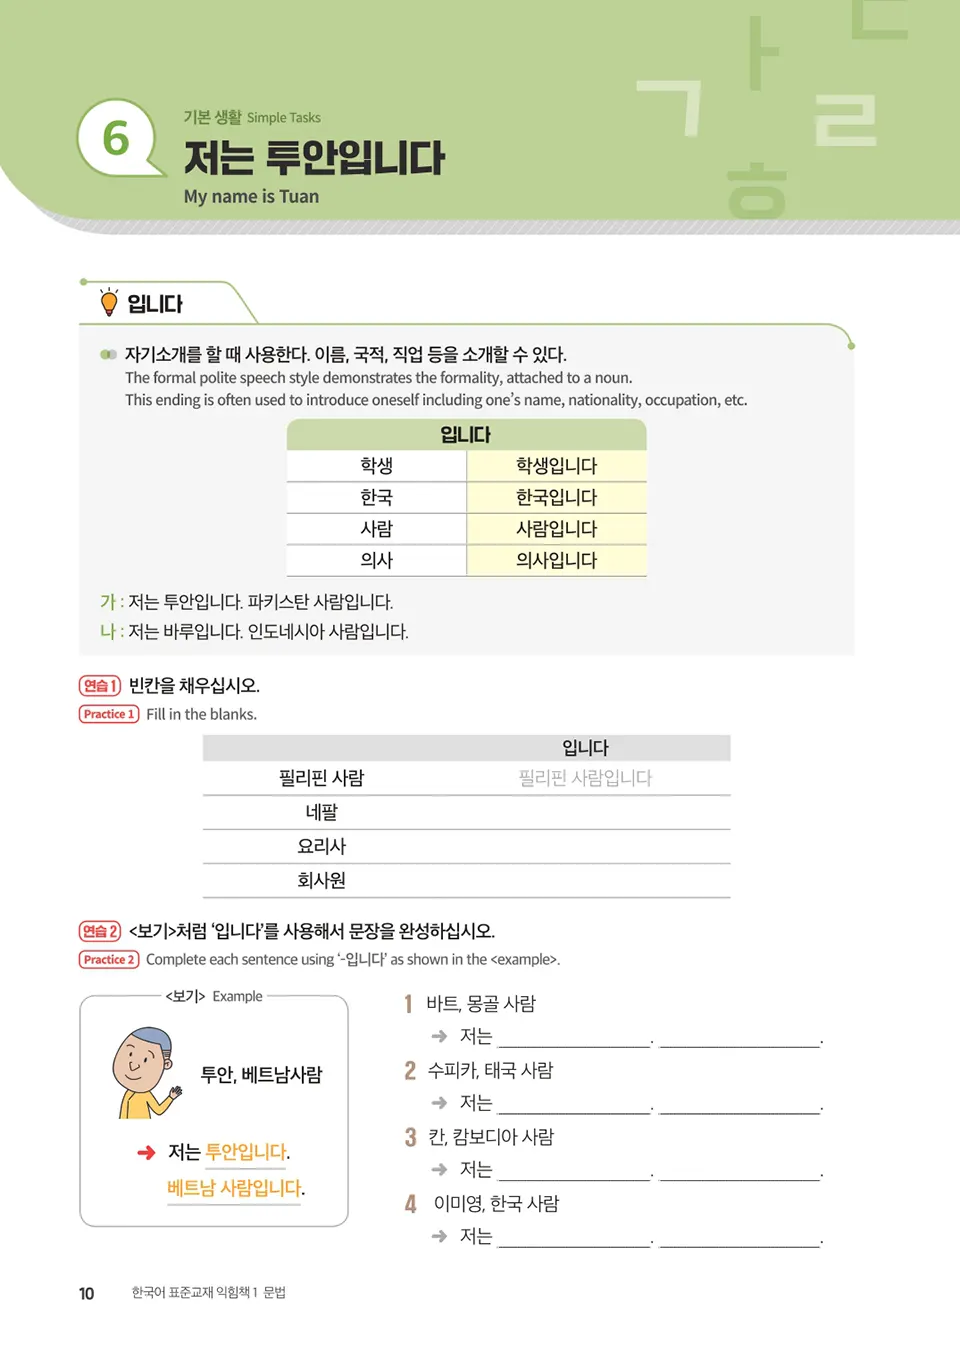 6
기본 생활 Simple Tasks
저는 투안입니다
My name is Tuan
ㄱ ㅏ ㄴ ㄹ ㅎ
입니다
자기소개를 할 때 사용한다. 이름, 국적, 직업 등을 소개할 수 있다.
The formal polite speech style demonstrates the formality, attached to a noun.
This ending is often used to introduce oneself including one's name, nationality, occupation, etc.
입니다
학생 학생입니다
한국 한국입니다
사람 사람입니다
의사 의사입니다
가 : 저는 투안입니다. 파키스탄 사람입니다.
나 : 저는 바루입니다. 인도네시아 사람입니다.
연습 1 빈칸을 채우십시오.
Practice 1 Fill in the blanks.
입니다
필리핀 사람 필리핀 사람입니다
네팔
요리사
회사원
연습 2 <보기>처럼 '입니다'를 사용해서 문장을 완성하십시오.
Practice 2 Complete each sentence using '-입니다' as shown in the <example>.
<보기> Example
투안, 베트남사람
➜ 저는 투안입니다.
베트남 사람입니다.
1 바트, 몽골 사람
➜ 저는 ________. ________.
2 수피카, 태국 사람
➜ 저는 ________. ________.
3 칸, 캄보디아 사람
➜ 저는 ________. ________.
4 이미영, 한국 사람
➜ 저는 ________. ________.
10 한국어 표준교재 익힘책 1 문법